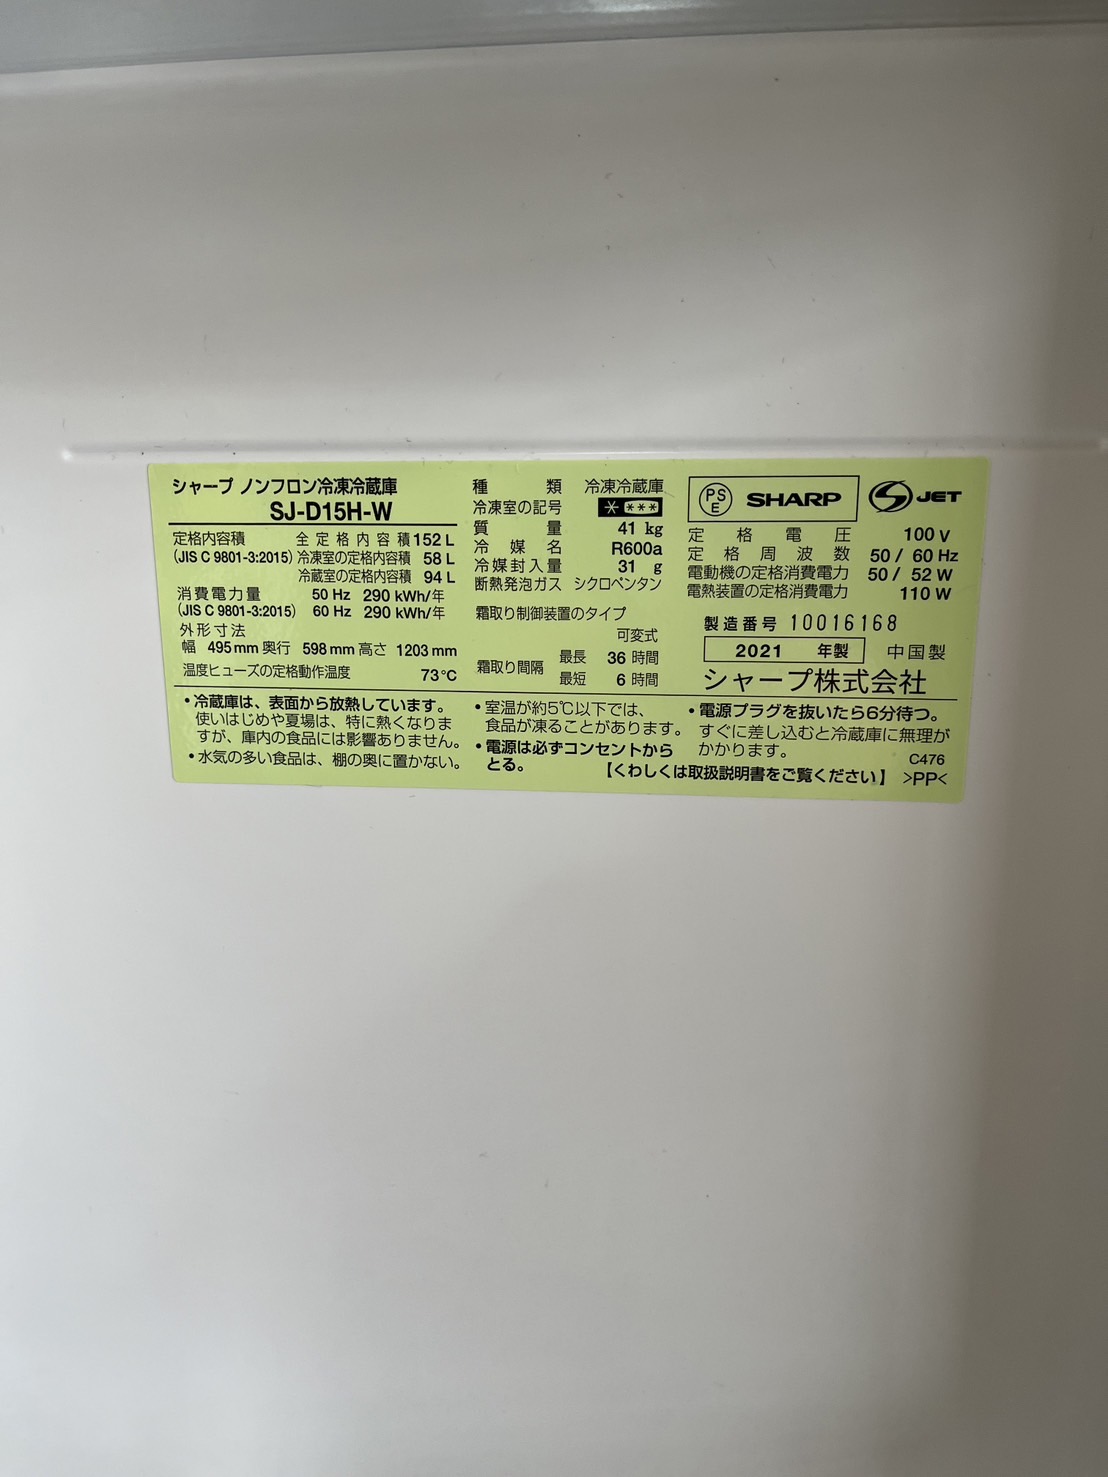 シャープ ノンフロン冷凍冷蔵庫
SJ-D15H-W
定格内容積 全定格内容積 152 L
(JIS C 9801-3:2015) 冷凍室の定格内容積 58 L
冷蔵室の定格内容積 94 L
消費電力量 50 Hz 290 kWh/年
(JIS C 9801-3:2015) 60 Hz 290 kWh/年
外形寸法
幅 495mm 奥行 598mm 高さ 1203mm
温度ヒューズの定格動作温度 73℃
種類 冷凍冷蔵庫
冷凍室の記号 * ***
質量 41 kg
冷媒名 R600a
冷媒封入量 31 g
断熱発泡ガス シクロペンタン
霜取り制御装置のタイプ
可変式
霜取り間隔 最長 36 時間
最短 6 時間
PSE SHARP JET
定格電圧 100 V
定格周波数 50 / 60 Hz
電動機の定格消費電力 50 / 52 W
電熱装置の定格消費電力 110 W
製造番号 10016168
2021 年製 中国製
シャープ株式会社
・冷蔵庫は、表面から放熱しています。
使いはじめや夏場は、特に熱くなりま
すが、庫内の食品には影響ありません。
・水気の多い食品は、棚の奥に置かない。
・室温が約5℃以下では、
食品が凍ることがあります。
・電源は必ずコンセントから
とる。
・電源プラグを抜いたら6分待つ。
すぐに差し込むと冷蔵庫に無理が
かかります。
C476
【くわしくは取扱説明書をご覧ください】 >PP<